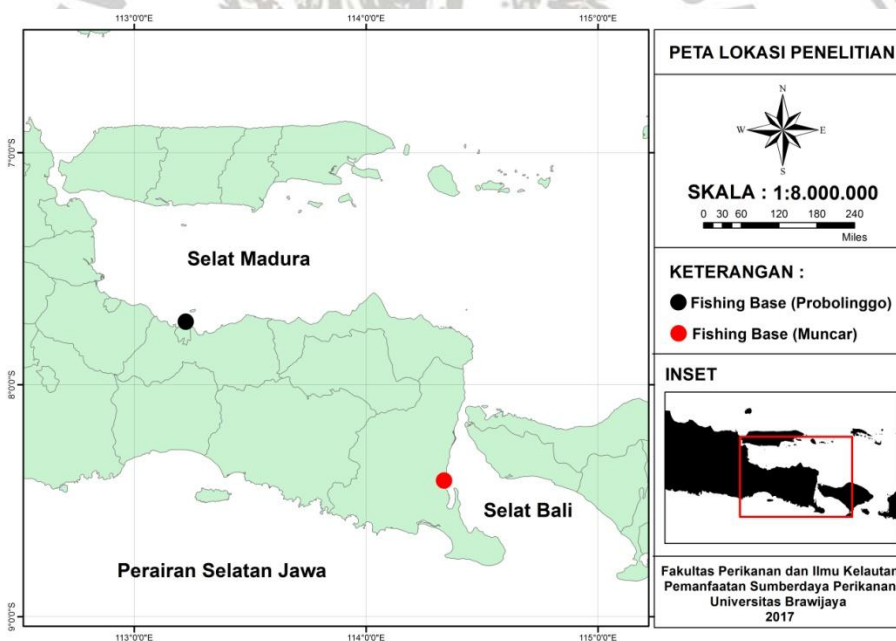 113°0'0"E
114°0'0"E
115°0'0"E
7°0'0"S
8°0'0"S
9°0'0"S
Selat Madura
Selat Bali
Perairan Selatan Jawa
113°0'0"E
114°0'0"E
115°0'0"E
PETA LOKASI PENELITIAN
N
W
E
S
SKALA : 1:8.000.000
0 30 60 120 180 240
Miles
KETERANGAN :
Fishing Base (Probolinggo)
Fishing Base (Muncar)
INSET
Fakultas Perikanan dan Ilmu Kelautan
Pemanfaatan Sumberdaya Perikanan
Universitas Brawijaya
2017